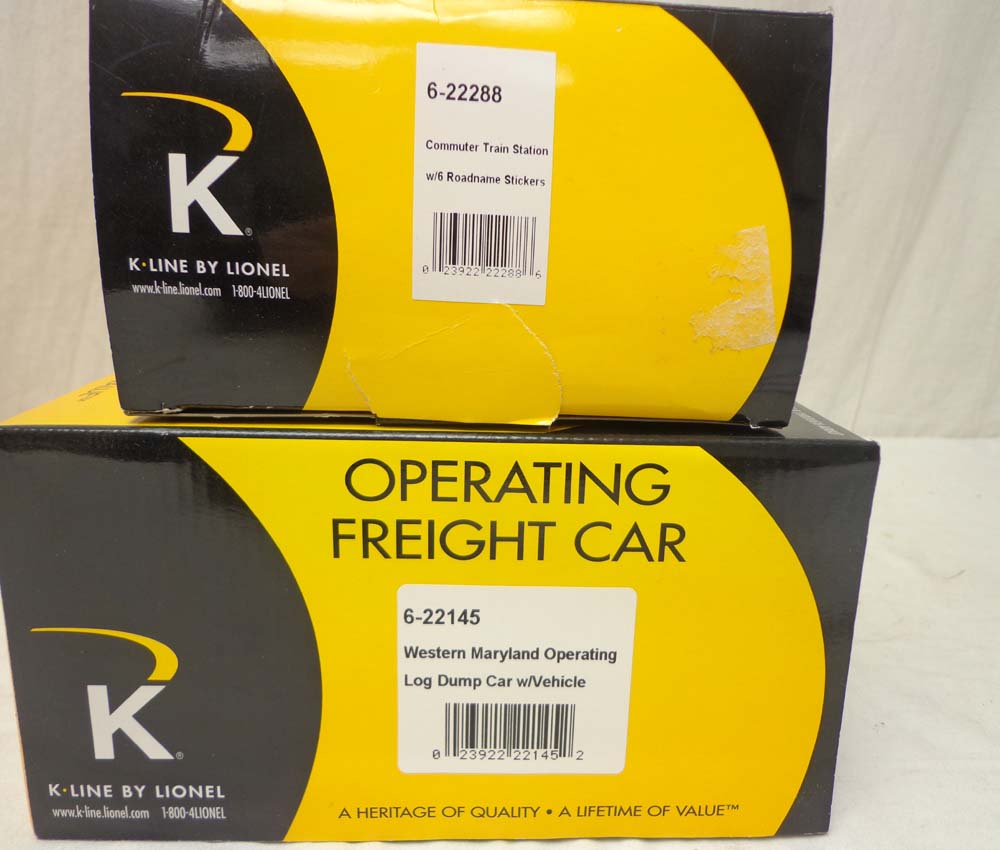 6-22288
Commuter Train Station
w/6 Roadname Stickers
0 23922 22288 6
K®
K·LINE BY LIONEL
www.k-line.lionel.com 1-800-4LIONEL
OPERATING
FREIGHT CAR
6-22145
Western Maryland Operating
Log Dump Car w/Vehicle
0 23922 22145 2
K®
K·LINE BY LIONEL
www.k-line.lionel.com 1-800-4LIONEL
A HERITAGE OF QUALITY • A LIFETIME OF VALUE™